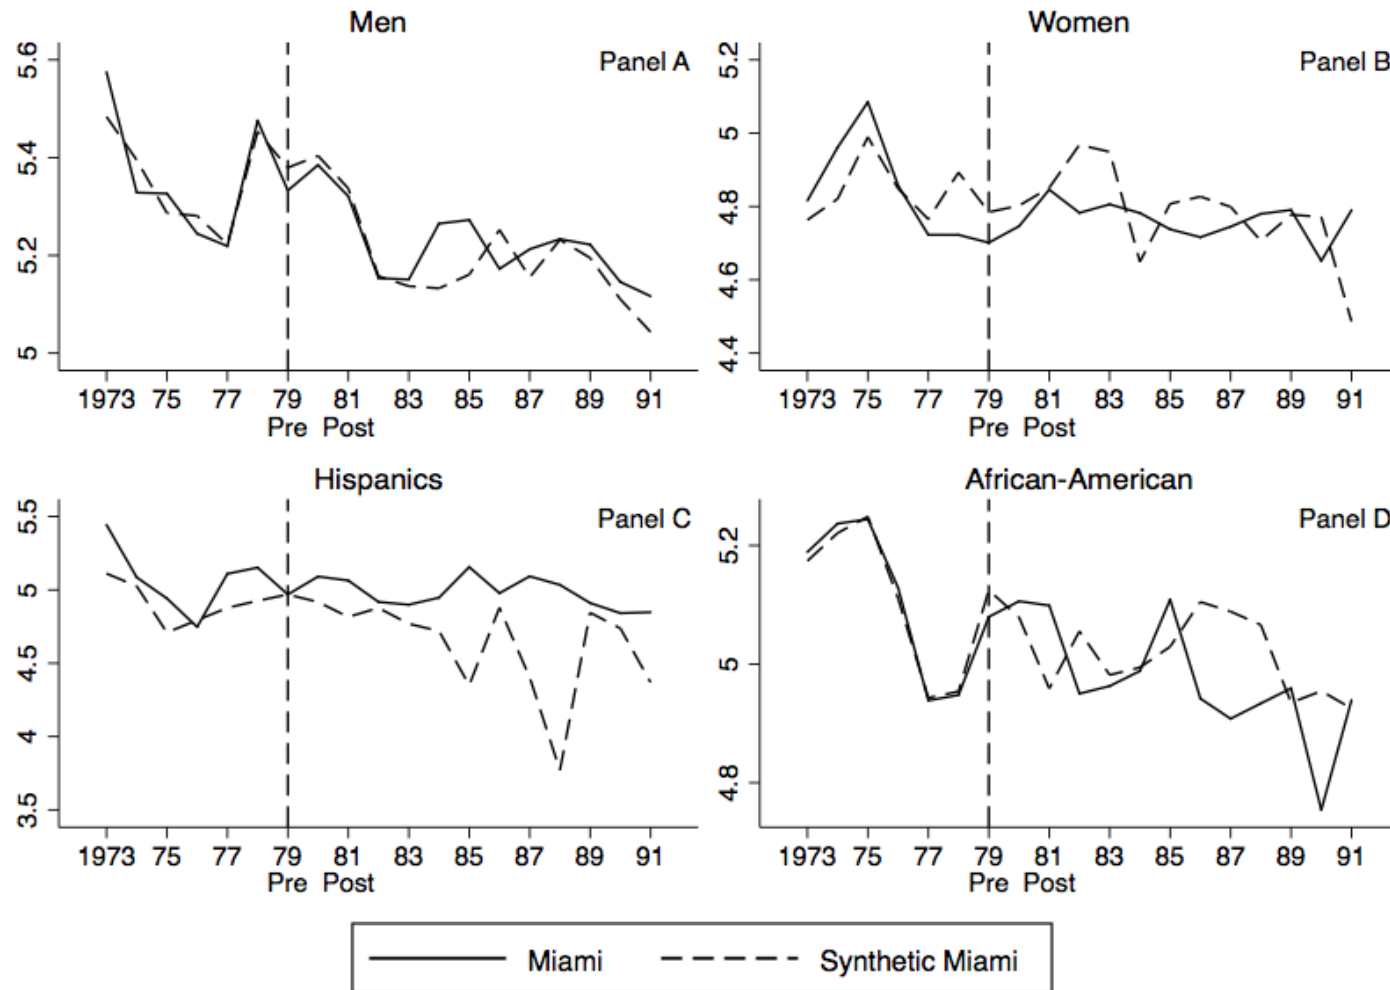 Men
Panel A
5.6
5.4
5.2
5
1973 75 77 79 81 83 85 87 89 91
Pre Post
Women
Panel B
5.2
5
4.8
4.6
4.4
1973 75 77 79 81 83 85 87 89 91
Pre Post
Hispanics
Panel C
5.5
5
4.5
4
3.5
1973 75 77 79 81 83 85 87 89 91
Pre Post
African-American
Panel D
5.2
5
4.8
1973 75 77 79 81 83 85 87 89 91
Pre Post
Miami Synthetic Miami